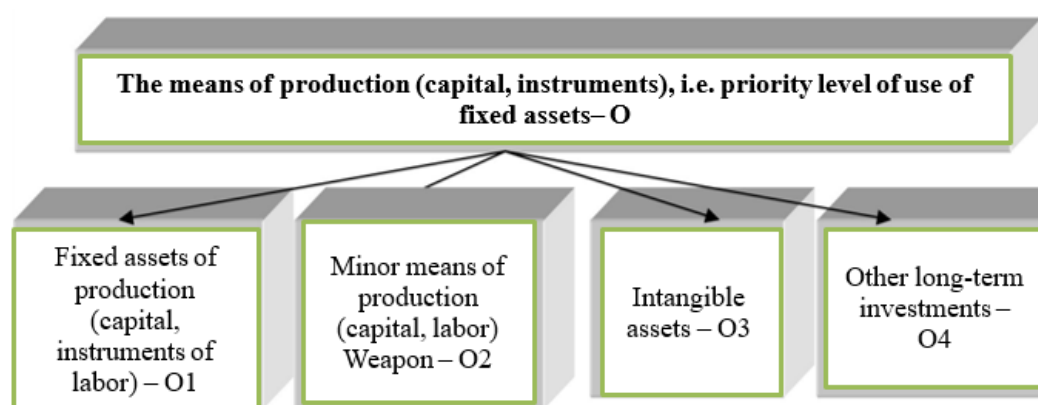 The means of production (capital, instruments), i.e. priority level of use of
fixed assets– O
Fixed assets of
production
(capital,
instruments of
labor) – O1
Minor means of
production
(capital, labor)
Weapon – O2
Intangible
assets – O3
Other long-term
investments –
O4